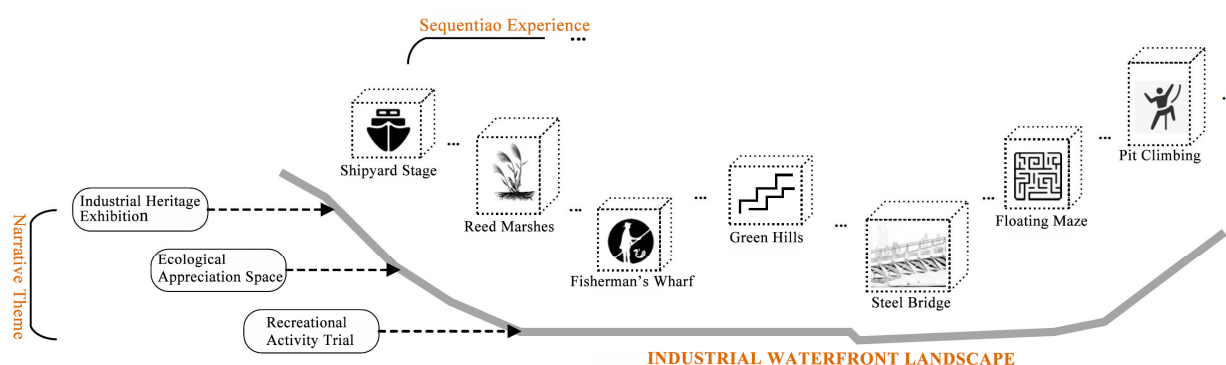 Sequentiao Experience
...
Shipyard Stage
...
Reed Marshes
...
Fisherman's Wharf
...
Green Hills
...
Steel Bridge
...
Floating Maze
...
Pit Climbing
Narrative Theme
Industrial Heritage
Exhibition
Ecological
Appreciation Space
Recreational
Activity Trial
INDUSTRIAL WATERFRONT LANDSCAPE